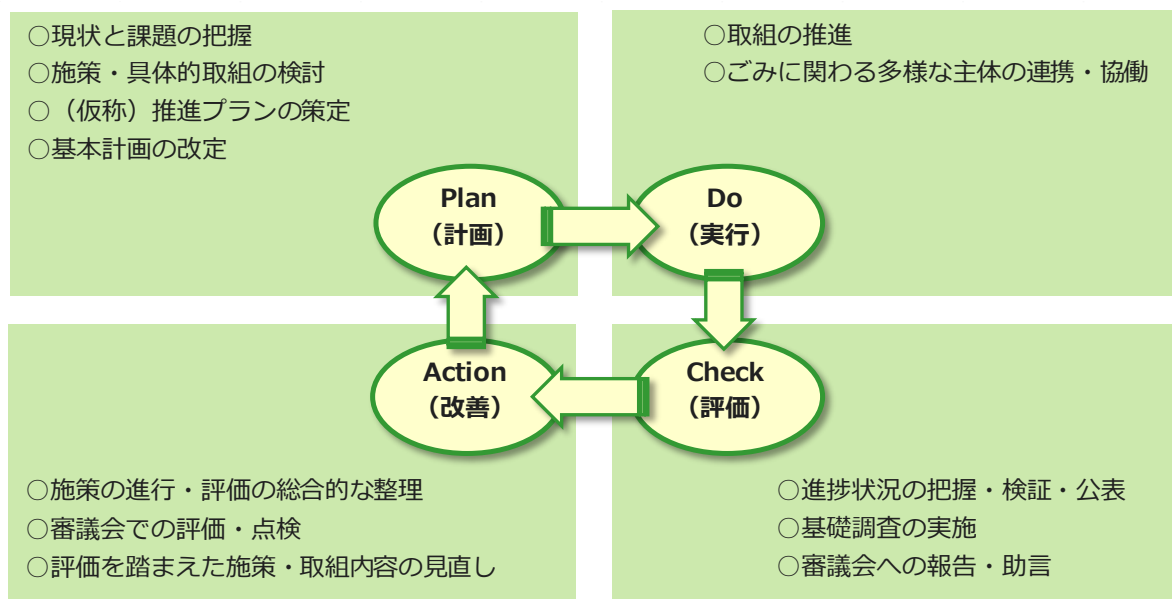 ○現状と課題の把握
○施策・具体的取組の検討
○（仮称）推進プランの策定
○基本計画の改定
○取組の推進
○ごみに関わる多様な主体の連携・協働
Plan
（計画）
Do
（実行）
Action
（改善）
Check
（評価）
○施策の進行・評価の総合的な整理
○審議会での評価・点検
○評価を踏まえた施策・取組内容の見直し
○進捗状況の把握・検証・公表
○基礎調査の実施
○審議会への報告・助言